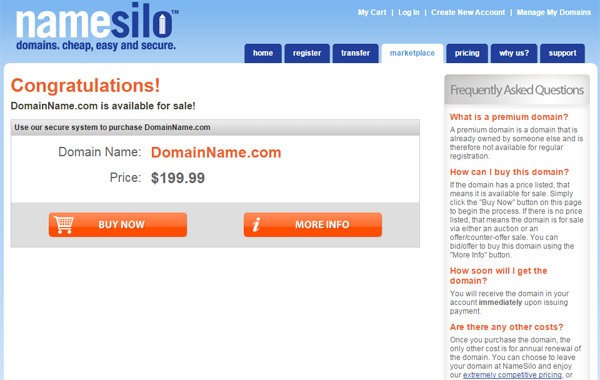 namesilo™
domains. cheap, easy and secure.
My Cart | Log In | Create New Account | Manage My Domains
home
register
transfer
marketplace
pricing
why us?
support
Congratulations!
DomainName.com is available for sale!
Use our secure system to purchase DomainName.com
Domain Name: DomainName.com
Price: $199.99
BUY NOW
MORE INFO
Frequently Asked Questions
What is a premium domain?
A premium domain is a domain that is
already owned by someone else and is
therefore not available for regular
registration.
How can I buy this domain?
If the domain has a price listed, that
means it is available for sale. Simply
click the "Buy Now" button on this page
to begin the process. If there is no price
listed, that means the domain is for sale
via either an auction or an
offer/counter-offer sale. You can
bid/offer to buy this domain using the
"More Info" button.
How soon will I get the
domain?
You will receive the domain in your
account immediately upon issuing
payment.
Are there any other costs?
Once you purchase the domain, the
only other cost is for annual renewal of
the domain. You can choose to leave
your domain at NameSilo and enjoy
our extremely competitive pricing, or